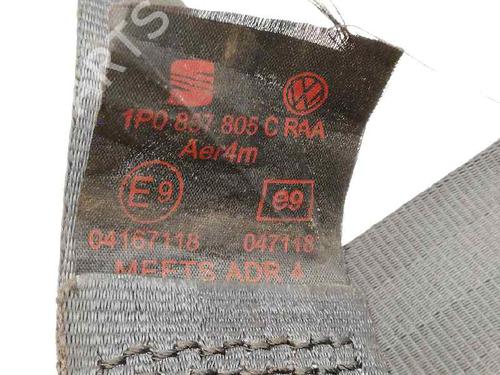 1P0 857 805 C RAA
Aer4m
E9 e9
04167118 047118
MEETS ADR 4